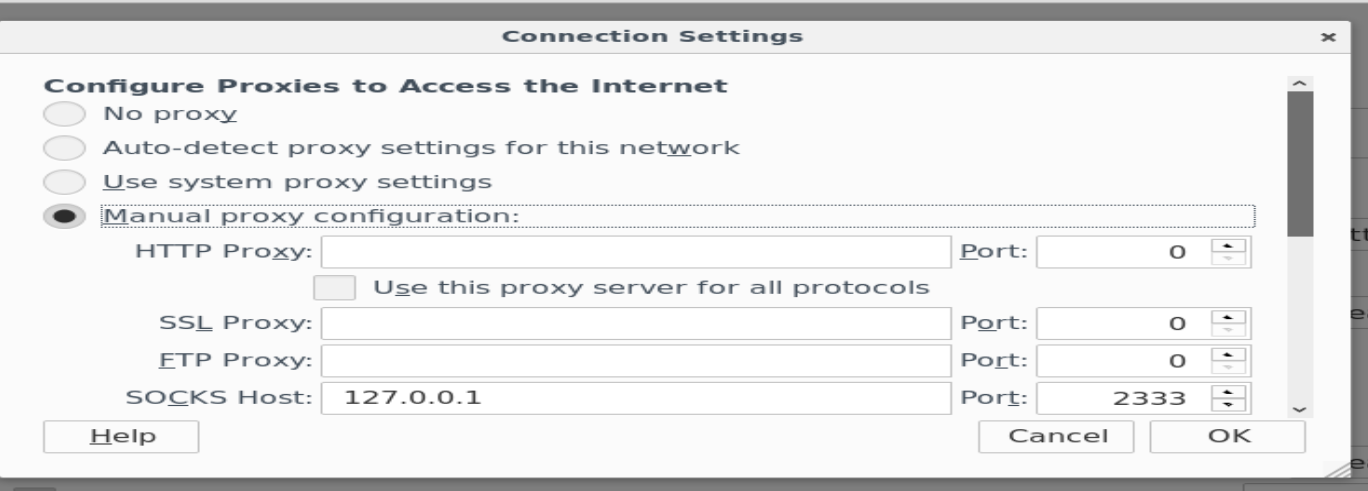 Connection Settings
Configure Proxies to Access the Internet
No proxy
Auto-detect proxy settings for this network
Use system proxy settings
Manual proxy configuration:
HTTP Proxy: Port: 0
Use this proxy server for all protocols
SSL Proxy: Port: 0
FTP Proxy: Port: 0
SOCKS Host: 127.0.0.1 Port: 2333
Help Cancel OK